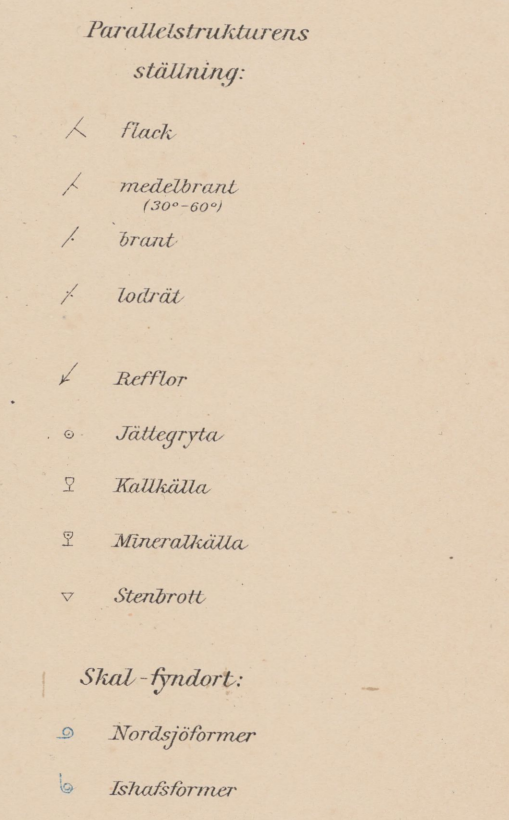 Parallelstrukturens
ställning:
flack
medelbrant
(30°-60°)
brant
lodrät
Refflor
Jättegryta
Kallkälla
Mineralkälla
Stenbrott
Skal-fyndort:
Nordsjöformer
Ishafsformer